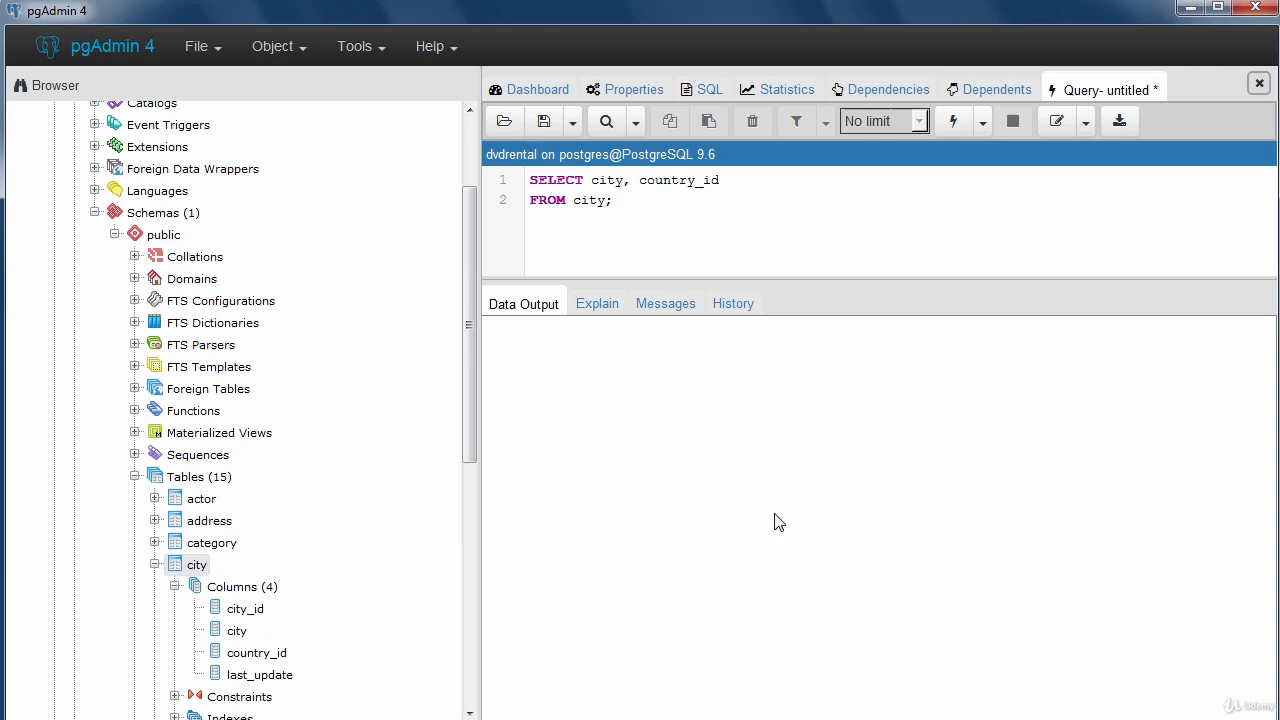 pgAdmin 4
pgAdmin 4 File Object Tools Help
Browser
Catalogs
Event Triggers
Extensions
Foreign Data Wrappers
Languages
Schemas (1)
public
Collations
Domains
FTS Configurations
FTS Dictionaries
FTS Parsers
FTS Templates
Foreign Tables
Functions
Materialized Views
Sequences
Tables (15)
actor
address
category
city
Columns (4)
city_id
city
country_id
last_update
Constraints
Indexes
Dashboard Properties SQL Statistics Dependencies Dependents Query- untitled *
No limit
dvdrental on postgres@PostgreSQL 9.6
1 SELECT city, country_id
2 FROM city;
Data Output Explain Messages History
Udemy